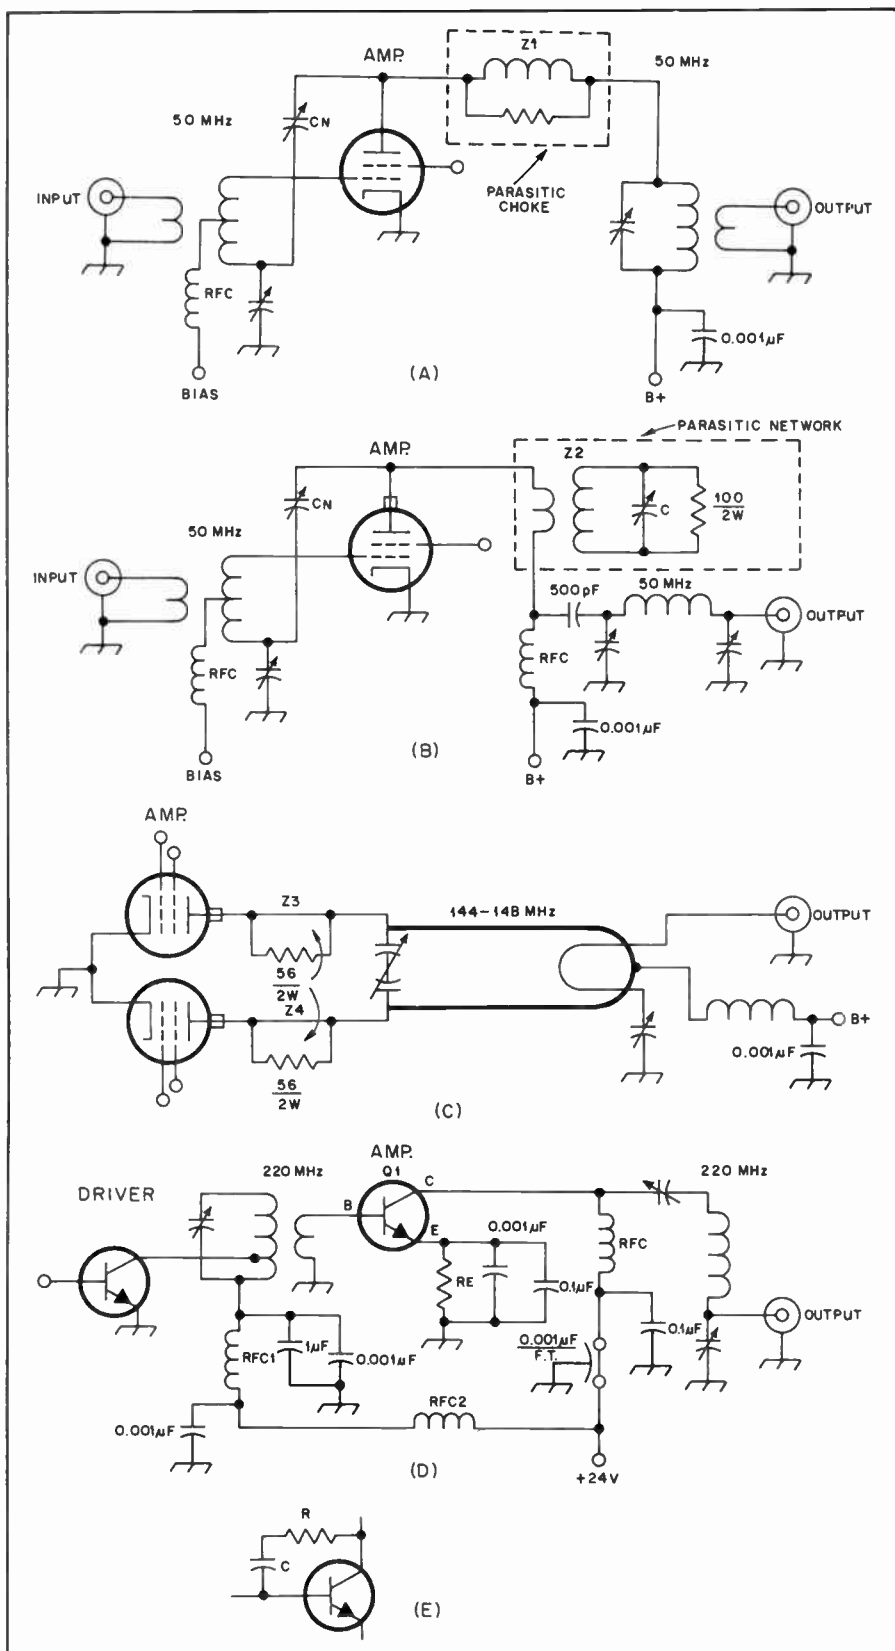 AMP.
Z1
50 MHz
50 MHz
CN
PARASITIC
CHOKE
INPUT
OUTPUT
RFC
0.001µF
(A)
BIAS
B+
PARASITIC NETWORK
AMP.
Z2
CN
C
100
2W
50 MHz
INPUT
500pF
50 MHz
OUTPUT
RFC
RFC
0.001µF
(B)
BIAS
B+
AMP.
Z3
144-148 MHz
OUTPUT
56
2W
Z4
B+
0.001µF
56
2W
(C)
AMP.
Q1
220 MHz
220 MHz
DRIVER
C
B
E
0.001µF
RFC
RE
0.1µF
OUTPUT
0.001µF
F.T.
0.1µF
RFC1
1µF
0.001µF
RFC2
0.001µF
(D)
+24V
R
C
(E)